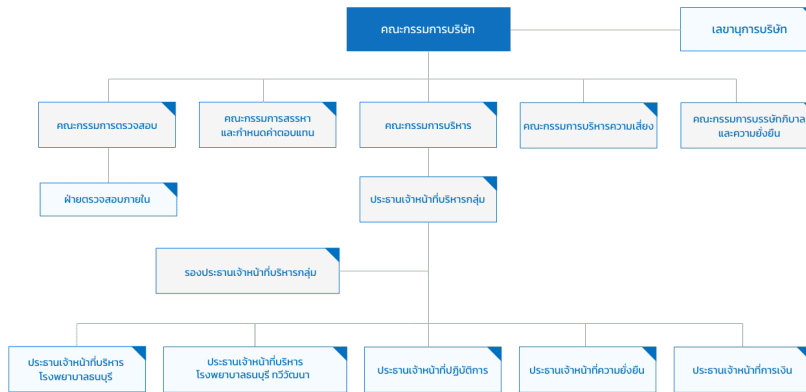 คณะกรรมการบริษัท
เลขานุการบริษัท
คณะกรรมการตรวจสอบ
คณะกรรมการสรรหา
และกำหนดค่าตอบแทน
คณะกรรมการบริหาร
คณะกรรมการบริหารความเสี่ยง
คณะกรรมการบรรษัทภิบาล
และความยั่งยืน
ฝ่ายตรวจสอบภายใน
ประธานเจ้าหน้าที่บริหารกลุ่ม
รองประธานเจ้าหน้าที่บริหารกลุ่ม
ประธานเจ้าหน้าที่บริหาร
โรงพยาบาลธนบุรี
ประธานเจ้าหน้าที่บริหาร
โรงพยาบาลธนบุรี ทวีวัฒนา
ประธานเจ้าหน้าที่ปฏิบัติการ
ประธานเจ้าหน้าที่ความยั่งยืน
ประธานเจ้าหน้าที่การเงิน